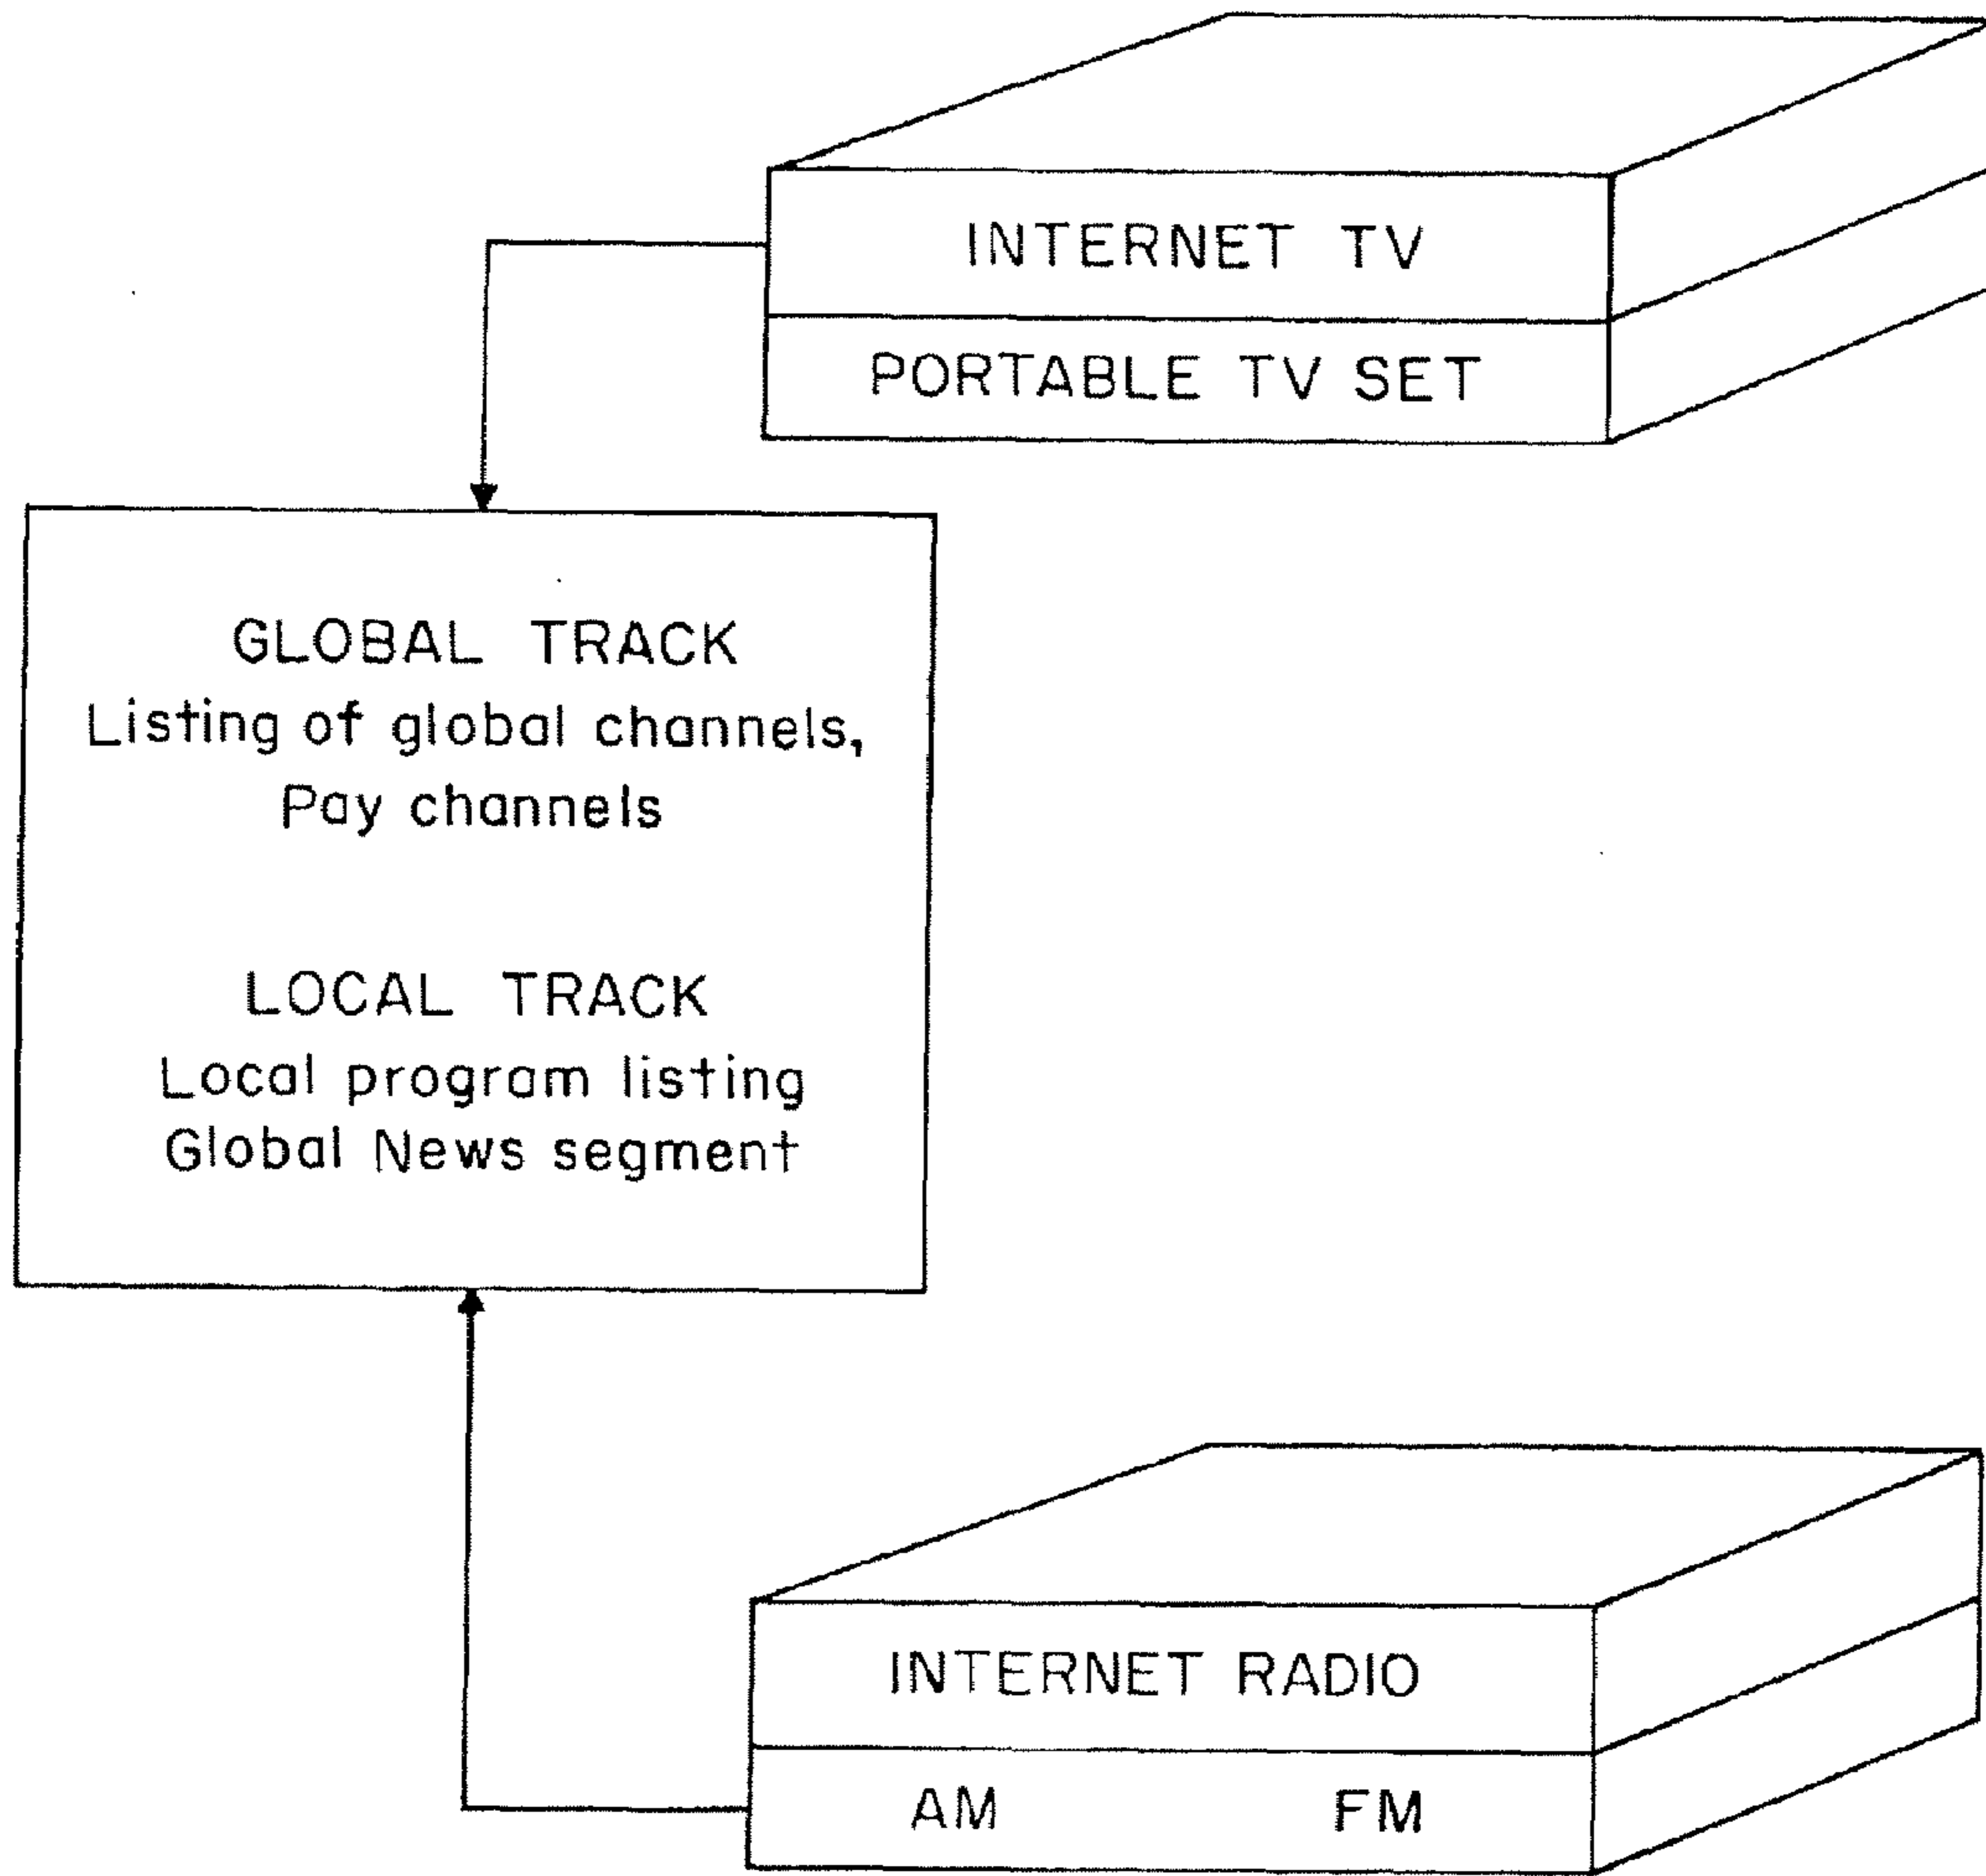 INTERNET TV
PORTABLE TV SET
GLOBAL TRACK
Listing of global channels,
Pay channels
LOCAL TRACK
Local program listing
Global News segment
INTERNET RADIO
AM FM